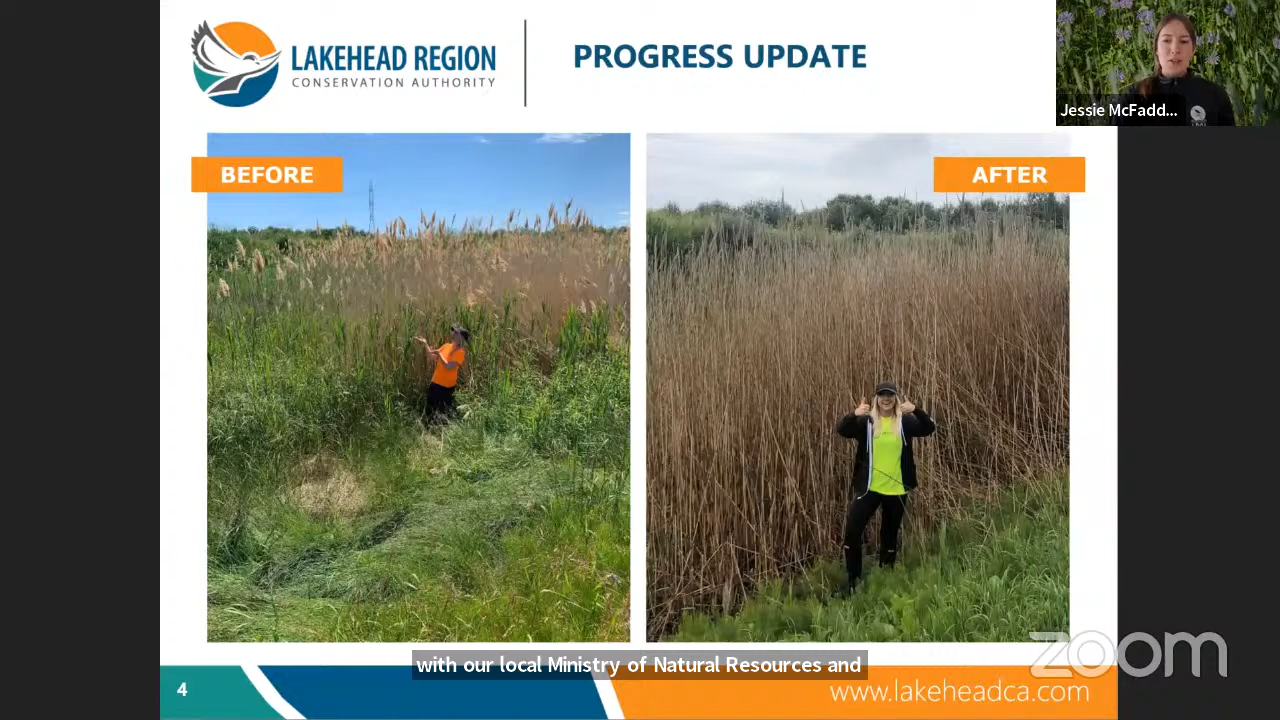 LAKEHEAD REGION
CONSERVATION AUTHORITY
PROGRESS UPDATE
Jessie McFadd...
BEFORE
AFTER
with our local Ministry of Natural Resources and
zoom
4
www.lakeheadca.com